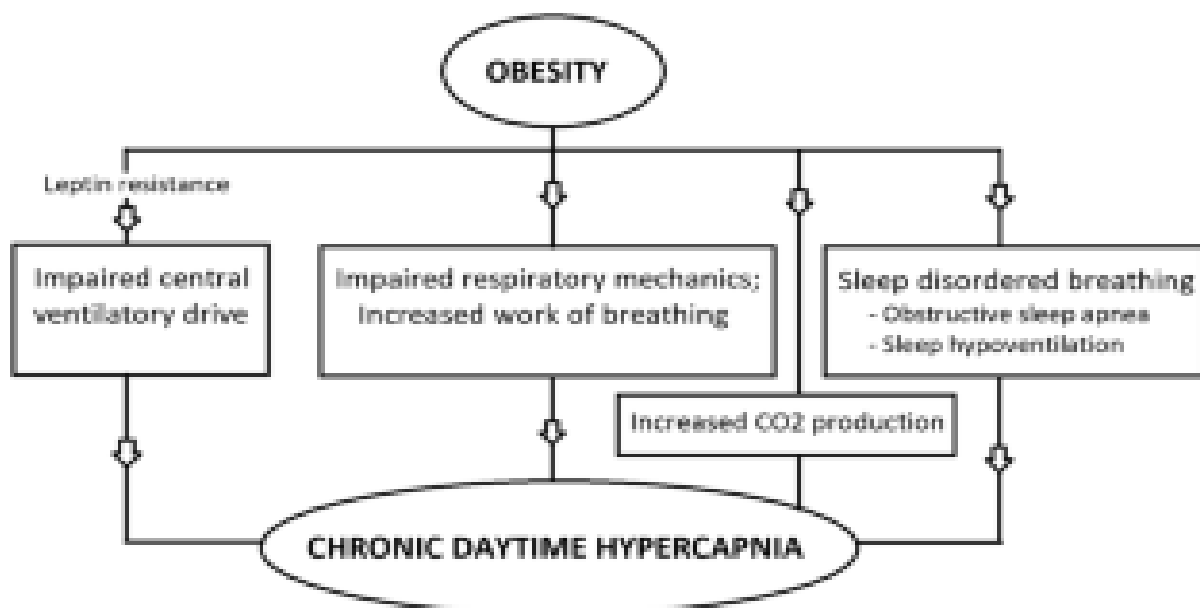 OBESITY
Leptin resistance
Impaired central
ventilatory drive
Impaired respiratory mechanics;
Increased work of breathing
Sleep disordered breathing
- Obstructive sleep apnea
- Sleep hypoventilation
Increased CO2 production
CHRONIC DAYTIME HYPERCAPNIA